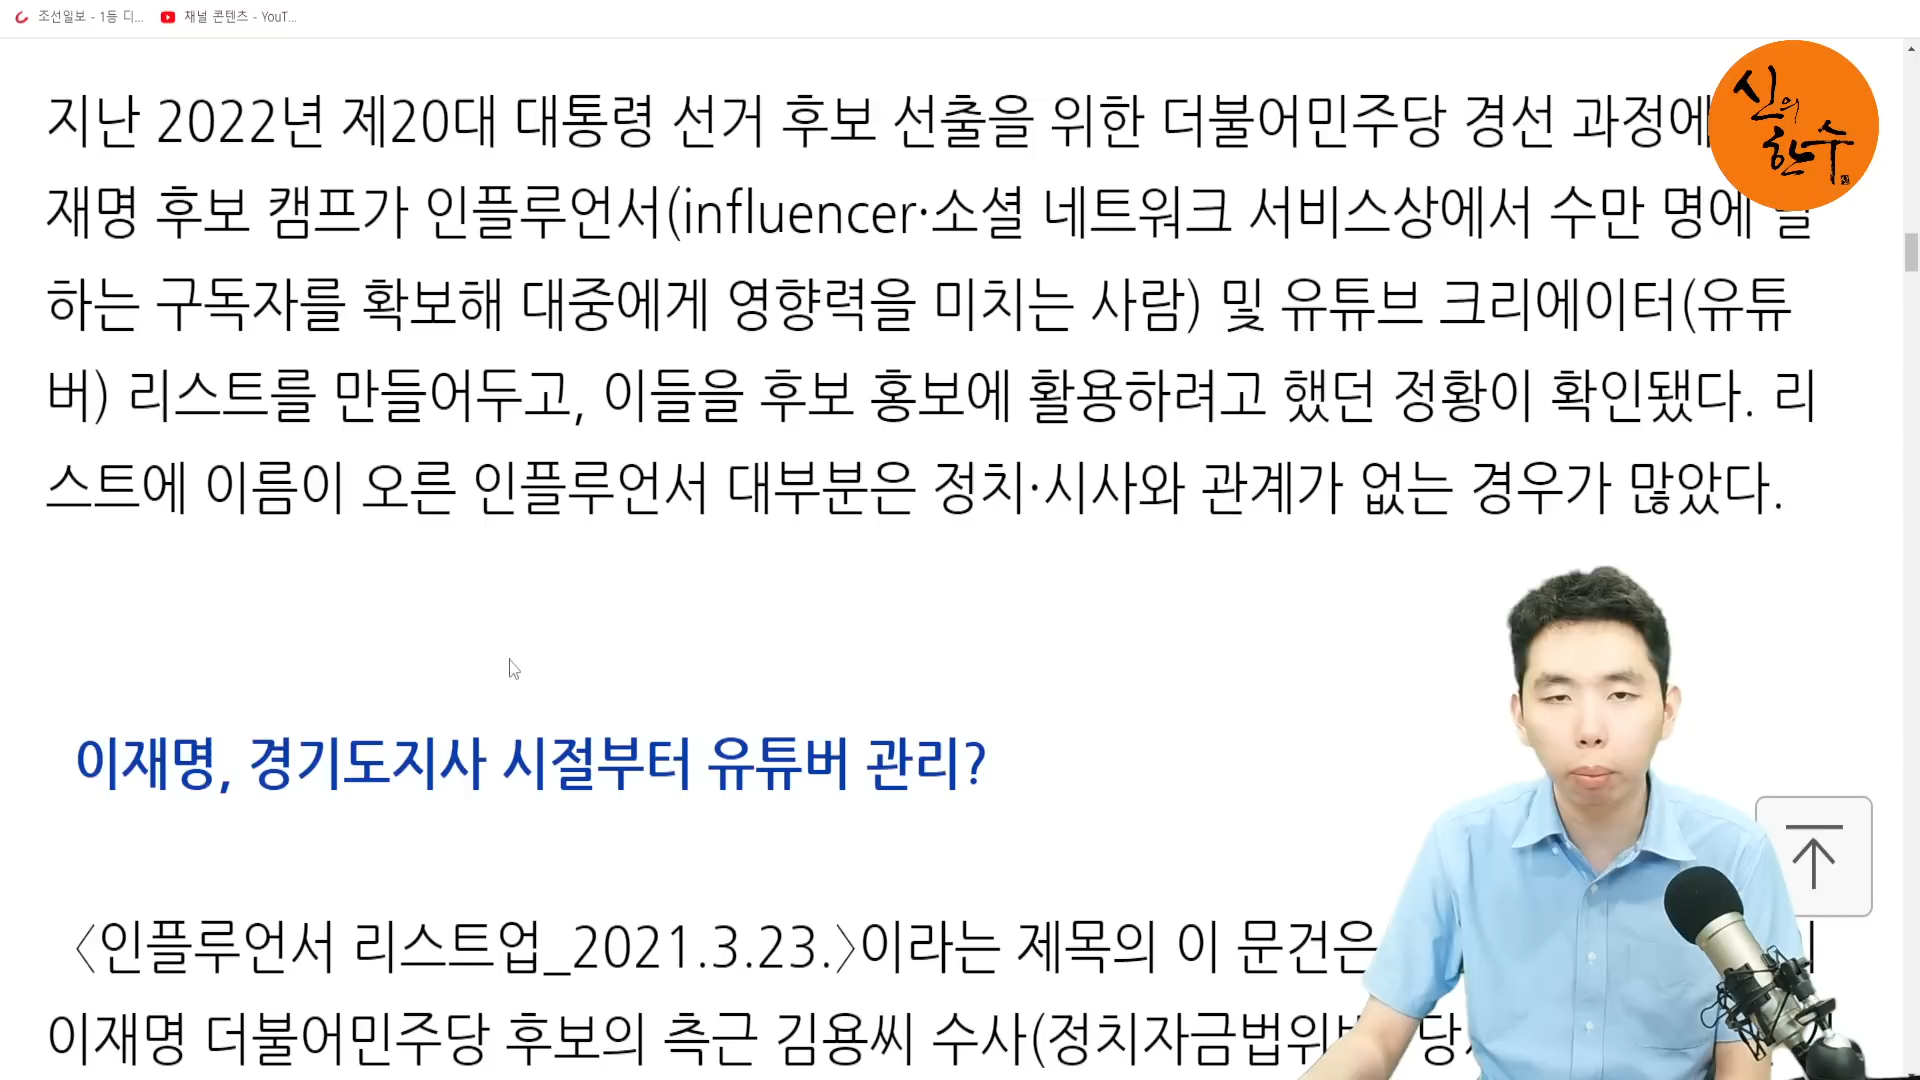 조선일보 - 1등 디...
채널 콘텐츠 - YouT...
신의
한수
지난 2022년 제20대 대통령 선거 후보 선출을 위한 더불어민주당 경선 과정에
재명 후보 캠프가 인플루언서(influencer·소셜 네트워크 서비스상에서 수만 명에
하는 구독자를 확보해 대중에게 영향력을 미치는 사람) 및 유튜브 크리에이터(유튜
버) 리스트를 만들어두고, 이들을 후보 홍보에 활용하려고 했던 정황이 확인됐다. 리
스트에 이름이 오른 인플루언서 대부분은 정치·시사와 관계가 없는 경우가 많았다.
이재명, 경기도지사 시절부터 유튜버 관리?
〈인플루언서 리스트업_2021.3.23.〉이라는 제목의 이 문건은
이재명 더불어민주당 후보의 측근 김용씨 수사(정치자금법위